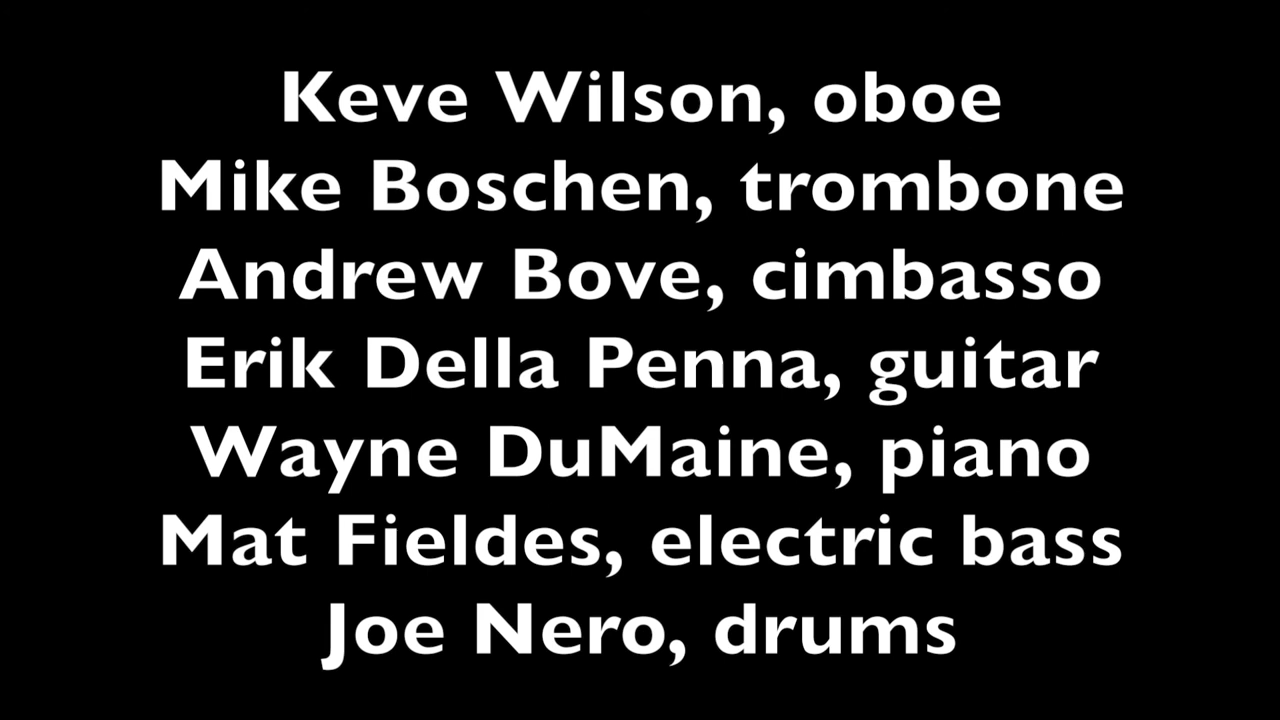 Keve Wilson, oboe
Mike Boschen, trombone
Andrew Bove, cimbasso
Erik Della Penna, guitar
Wayne DuMaine, piano
Mat Fieldes, electric bass
Joe Nero, drums